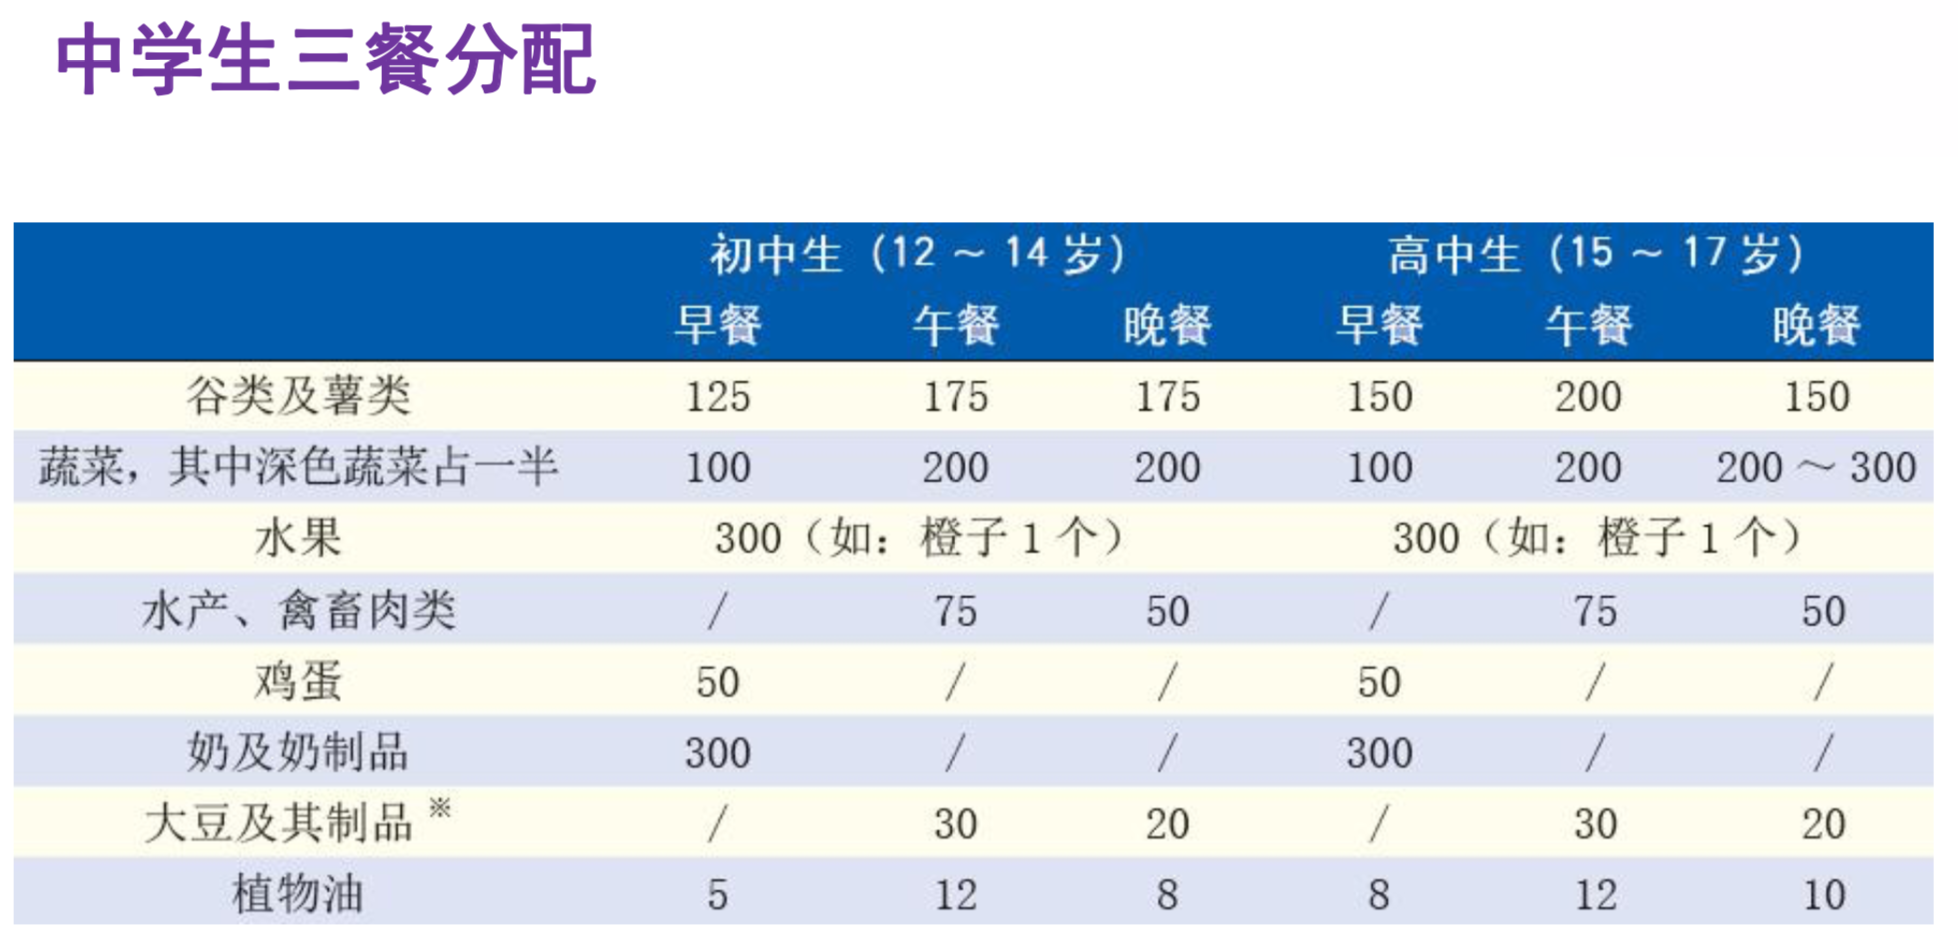 中学生三餐分配
初中生（12 ~ 14 岁） 高中生（15 ~ 17 岁）
早餐 午餐 晚餐 早餐 午餐 晚餐
谷类及薯类 125 175 175 150 200 150
蔬菜，其中深色蔬菜占一半 100 200 200 100 200 200 ~ 300
水果 300（如：橙子 1 个） 300（如：橙子 1 个）
水产、禽畜肉类 / 75 50 / 75 50
鸡蛋 50 / / 50 / /
奶及奶制品 300 / / 300 / /
大豆及其制品※ / 30 20 / 30 20
植物油 5 12 8 8 12 10